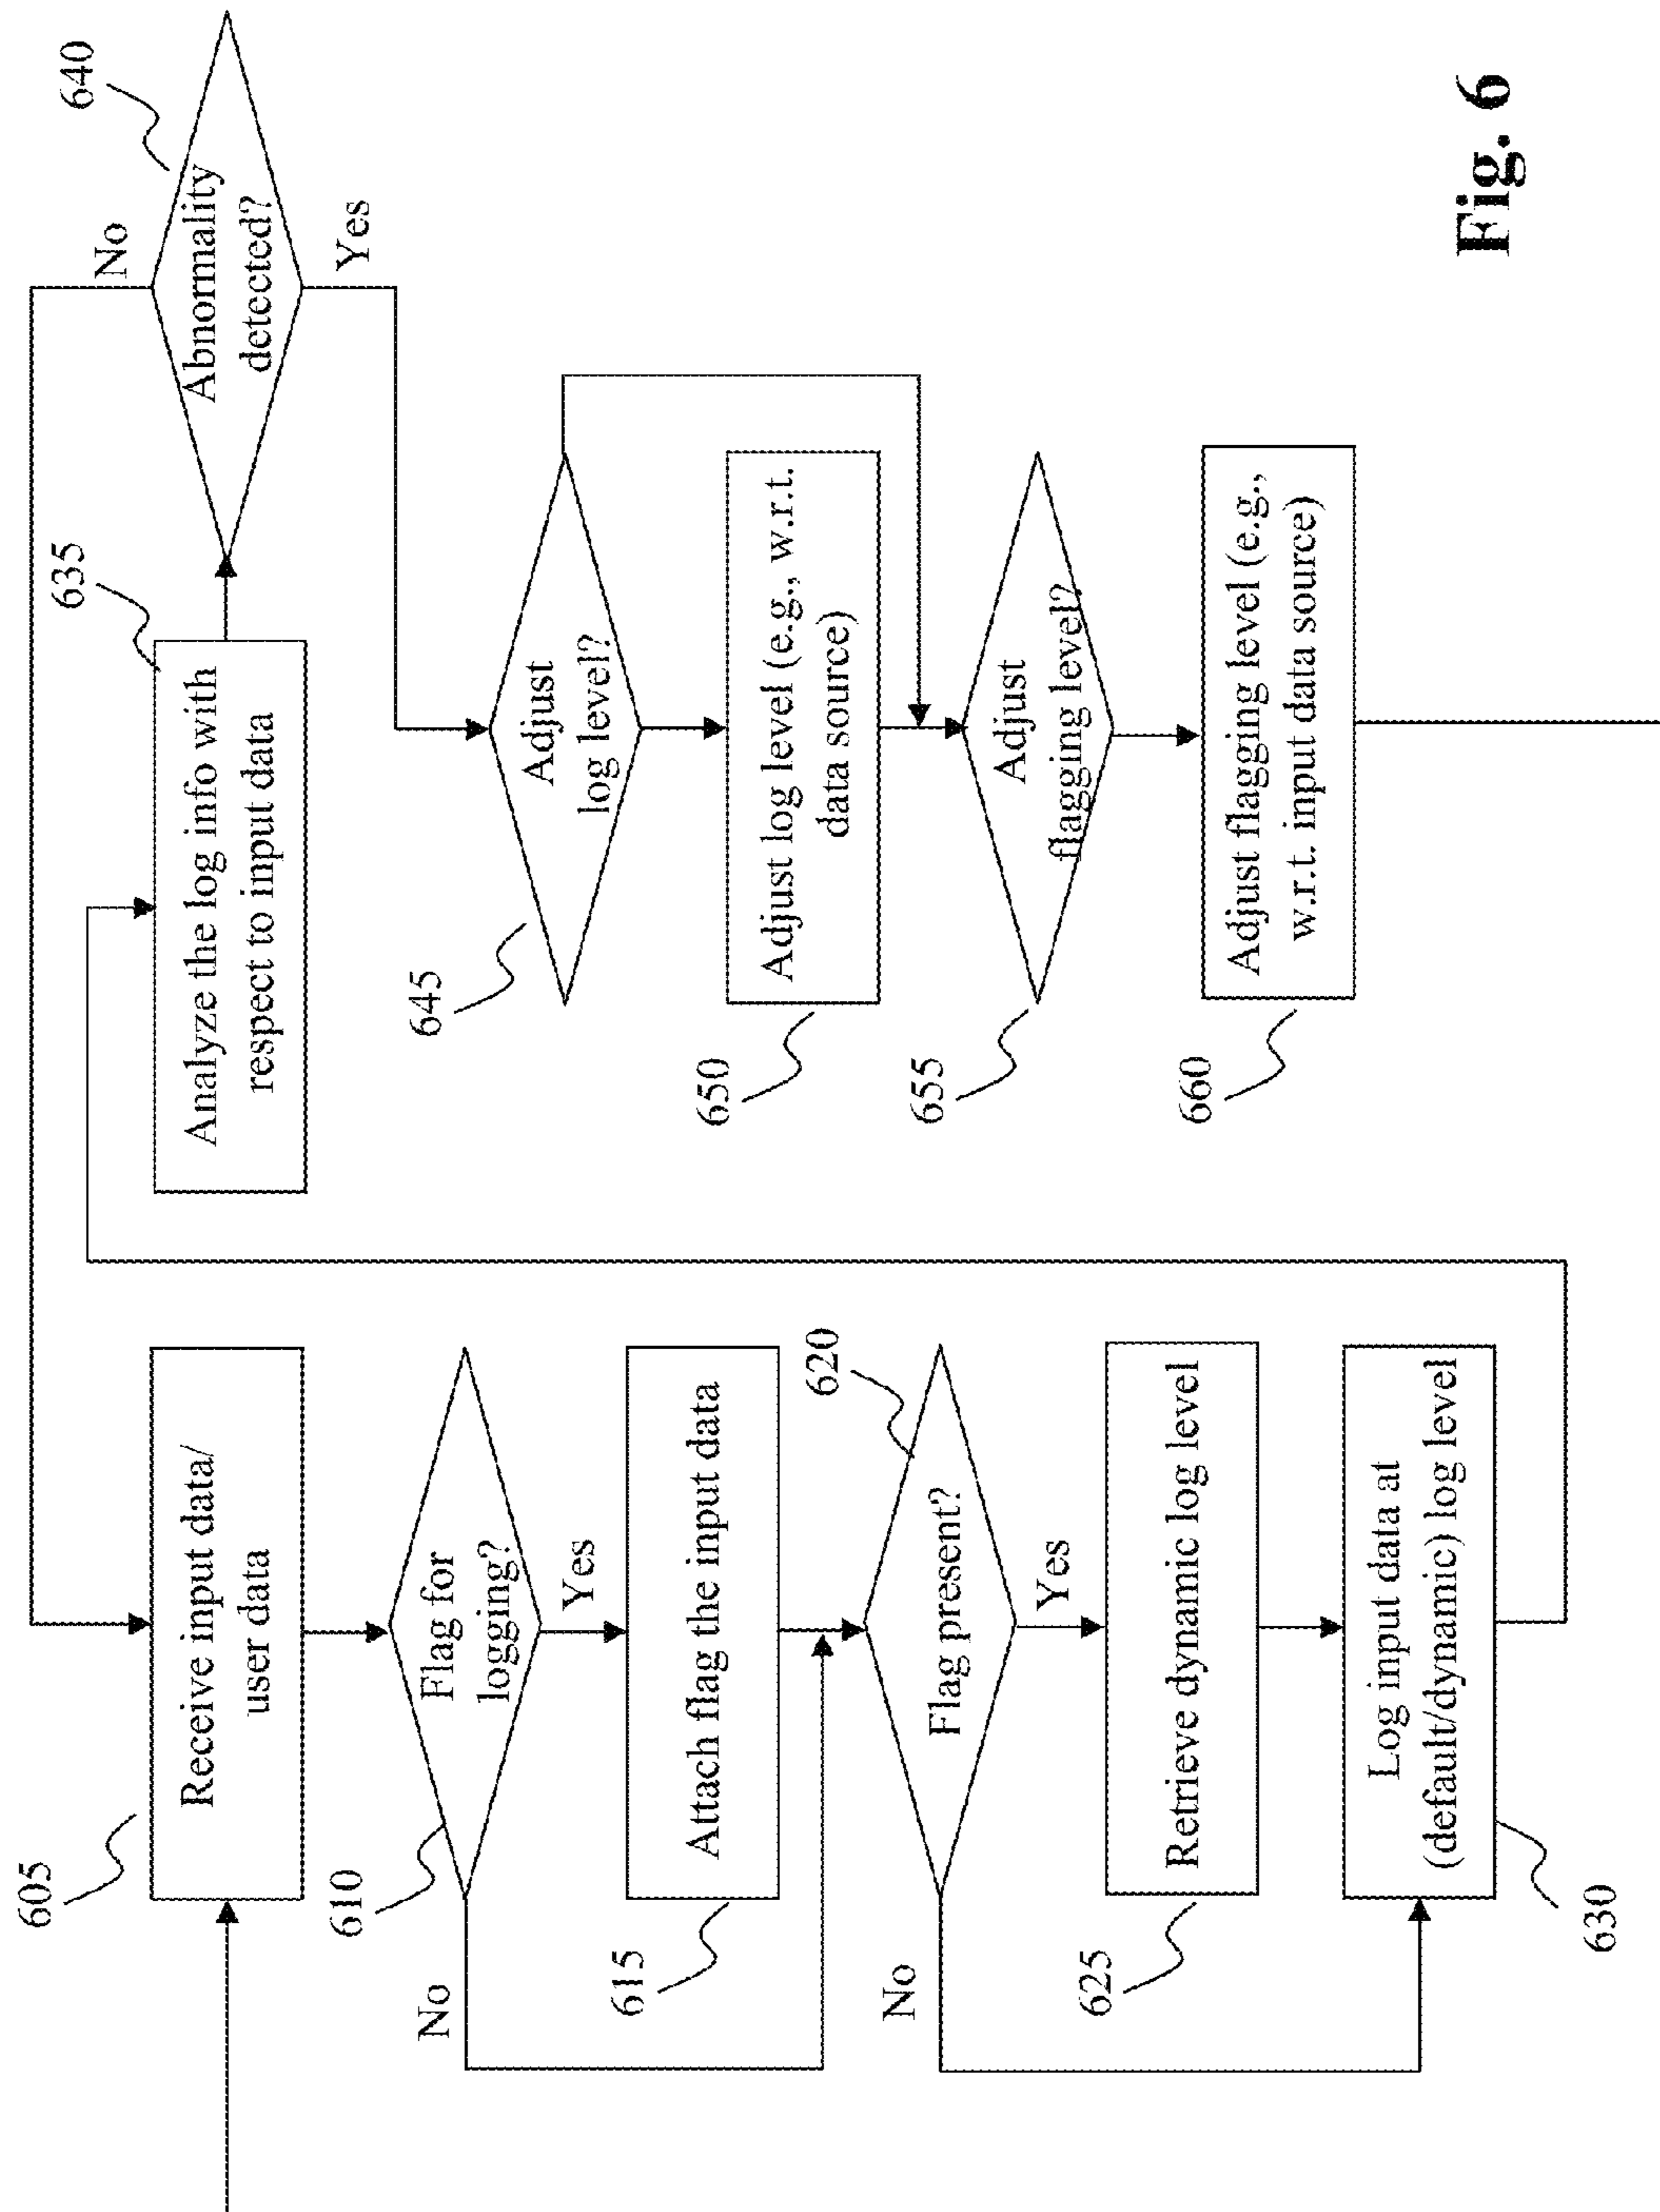 605
Receive input data/
user data
610
Flag for
logging?
No
Yes
615
Attach flag the input data
620
Flag present?
No
Yes
625
Retrieve dynamic log level
630
Log input data at
(default/dynamic) log level
635
Analyze the log info with
respect to input data
640
Abnormality
detected?
No
Yes
645
Adjust
log level?
650
Adjust log level (e.g., w.r.t.
data source)
655
Adjust
flagging level?
660
Adjust flagging level (e.g.,
w.r.t. input data source)
Fig. 6